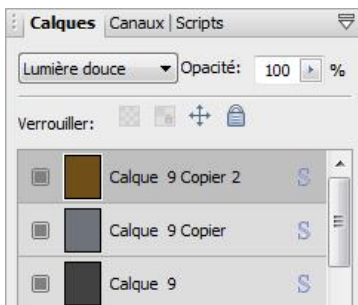 Calques Canaux | Scripts
Lumière douce Opacité: 100 %
Verrouiller:
Calque 9 Copier 2 S
Calque 9 Copier S
Calque 9 S